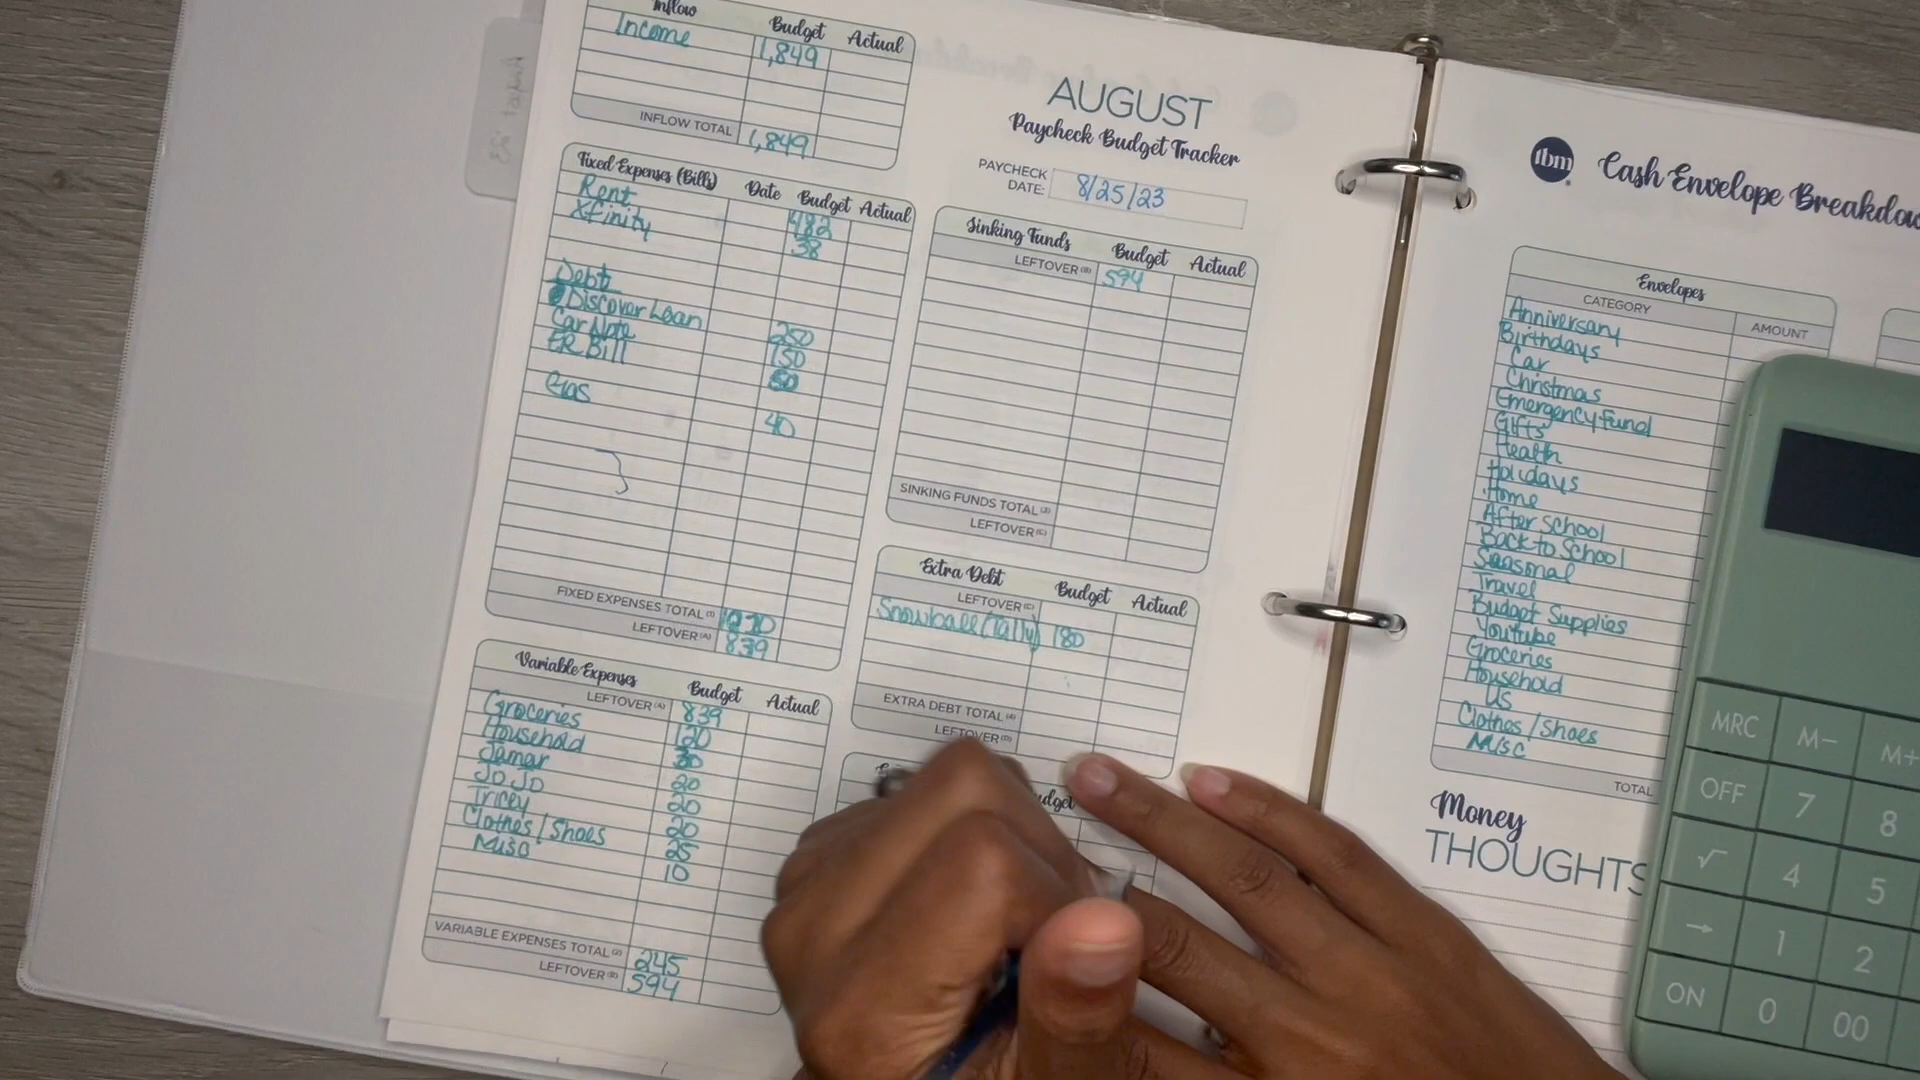 Inflow Budget Actual
Income 1,849
INFLOW TOTAL 1,849
Fixed Expenses (Bills) Date Budget Actual
Rent 482
Xfinity 38
Debt
Discover Loan 250
Car Note 150
ER Bill
Gas 40
FIXED EXPENSES TOTAL (1)
LEFTOVER (A) 839
Variable Expenses Budget Actual
LEFTOVER (A) 839
Groceries 120
Household 30
Jamar 20
JoJo 20
Tricey 20
Clothes/Shoes 25
Misc 10
VARIABLE EXPENSES TOTAL (2) 245
LEFTOVER (B) 594
AUGUST
Paycheck Budget Tracker
PAYCHECK DATE: 8/25/23
Sinking Funds Budget Actual
LEFTOVER (B) 594
SINKING FUNDS TOTAL (3)
LEFTOVER (C)
Extra Debt Budget Actual
LEFTOVER (C)
Snowball (Tally) 180
EXTRA DEBT TOTAL (4)
LEFTOVER (D)
tbm Cash Envelope
Envelopes
CATEGORY AMOUNT
Anniversary
Birthdays
Car
Christmas
Emergency Fund
Gifts
Health
Holidays
Home
After School
Back to School
Seasonal
Travel
Budget Supplies
Youtube
Groceries
Household
Us
Clothes/Shoes
Misc
TOTAL
Money
THOUGHTS
MRC M- M+
OFF 7 8
√ 4 5
→ 1 2
ON 0 00